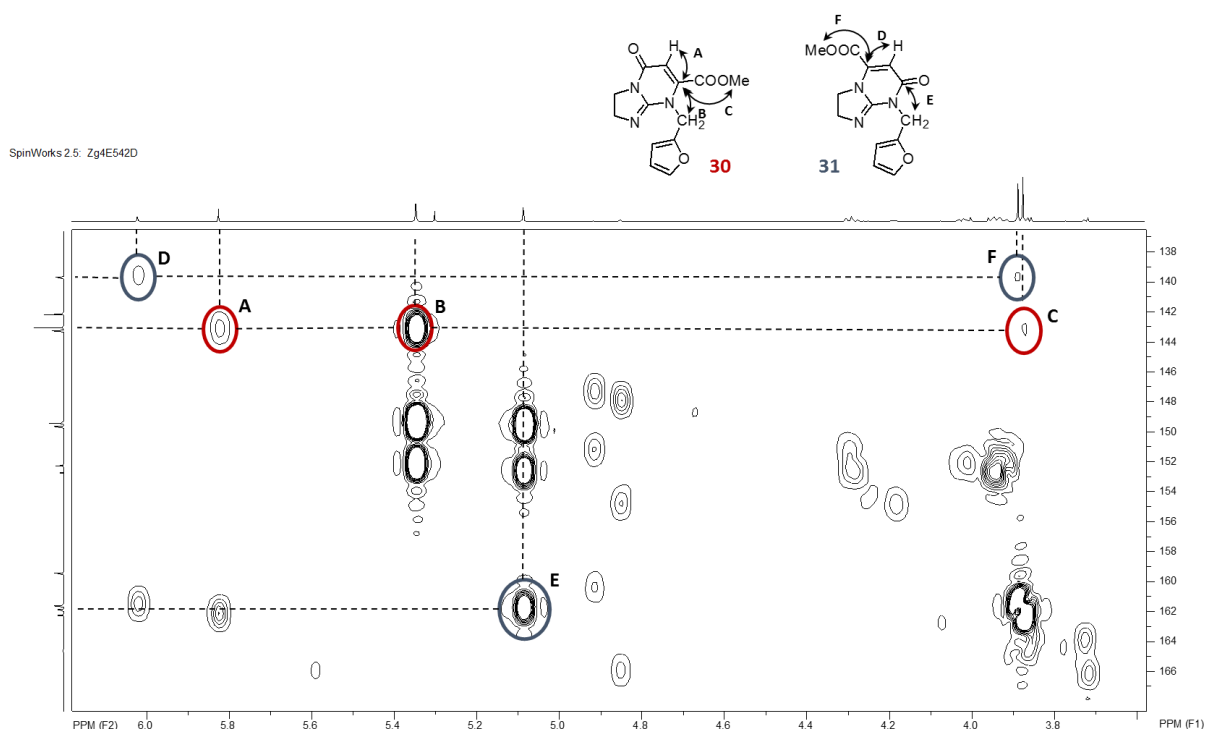 SpinWorks 2.5: Zg4E542D
O
H
A
N
COOMe
N
B
C
N
CH2
O
30
F
D
H
MeOOC
N
O
N
E
N
CH2
O
31
D
F
A
B
C
E
138
140
142
144
146
148
150
152
154
156
158
160
162
164
166
PPM (F2) 6.0 5.8 5.6 5.4 5.2 5.0 4.8 4.6 4.4 4.2 4.0 3.8 PPM (F1)